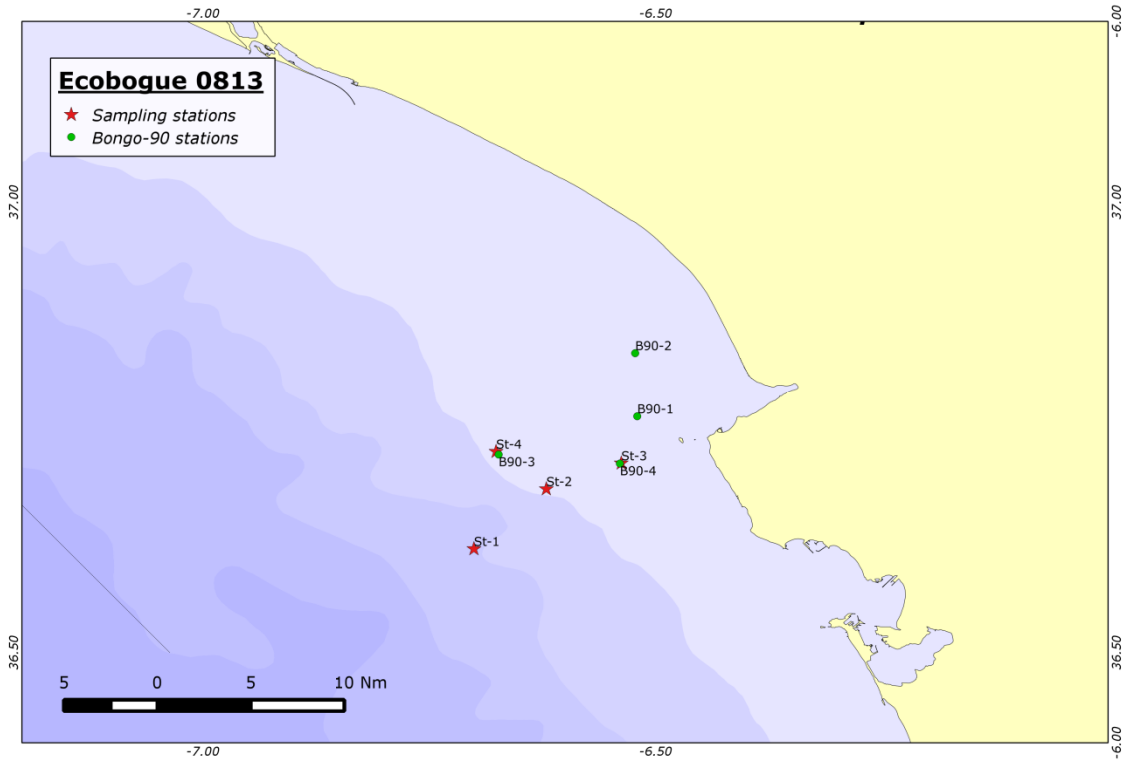 -7.00
-6.50
-6.00
Ecobogue 0813
Sampling stations
Bongo-90 stations
37.00
37.00
B90-2
B90-1
St-4
B90-3
St-3
B90-4
St-2
St-1
36.50
36.50
5 0 5 10 Nm
-7.00
-6.50
-6.00